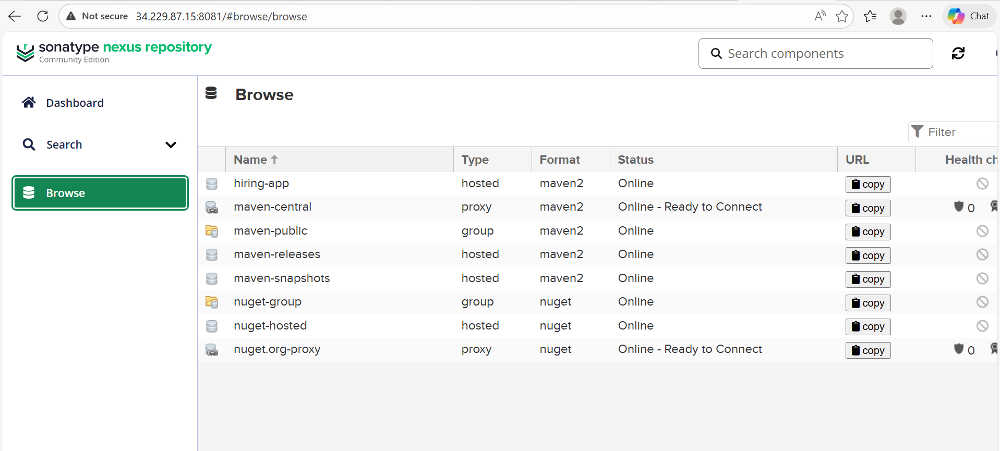 Not secure 34.229.87.15:8081/#browse/browse Chat
sonatype nexus repository
Community Edition
Search components
Dashboard
Search
Browse
Browse
Filter
Name Type Format Status URL Health ch
hiring-app hosted maven2 Online copy
maven-central proxy maven2 Online - Ready to Connect copy 0
maven-public group maven2 Online copy
maven-releases hosted maven2 Online copy
maven-snapshots hosted maven2 Online copy
nuget-group group nuget Online copy
nuget-hosted hosted nuget Online copy
nuget.org-proxy proxy nuget Online - Ready to Connect copy 0